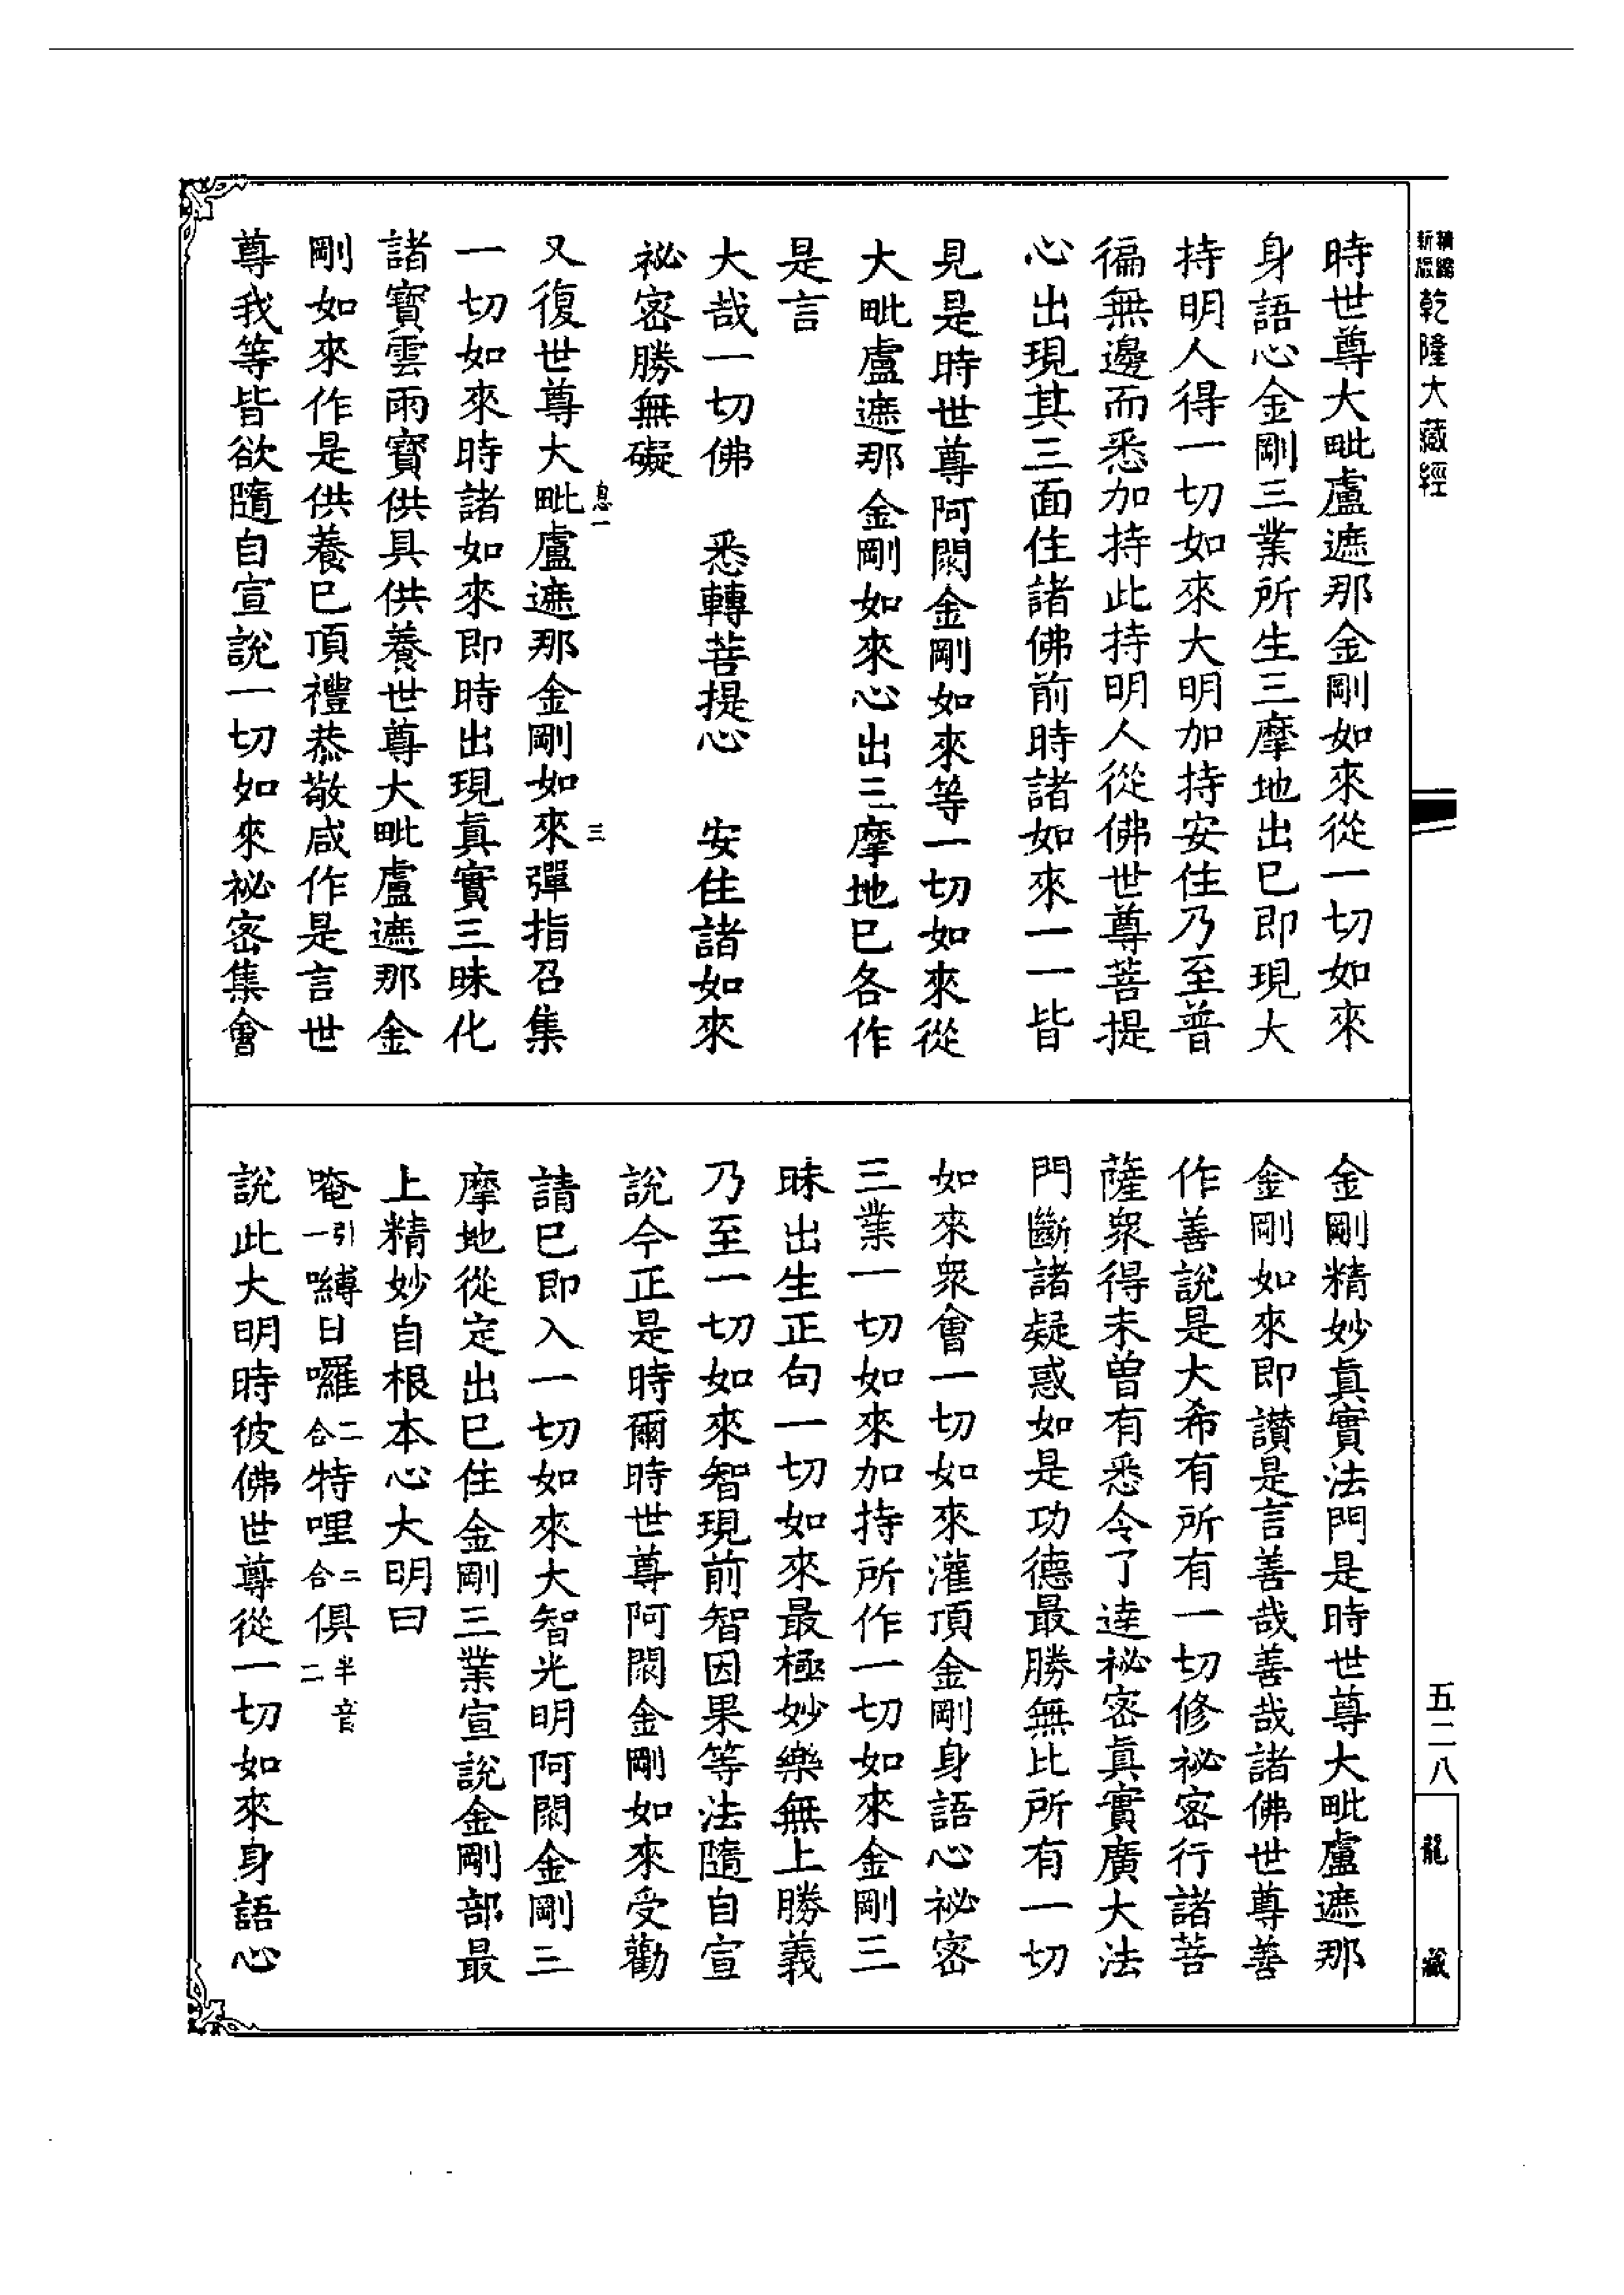 新編縮版乾隆大藏經
時世尊大毗盧遮那金剛如來從一切如來
身語心金剛三業所生三摩地出巳即現大
持明人得一切如來大明加持安住乃至普
徧無邊而悉加持此持明人從佛世尊菩提
心出現其三面住諸佛前時諸如來一一皆
見是時世尊阿閦金剛如來等一切如來從
大毗盧遮那金剛如來心出三摩地巳各作
是言
大哉一切佛　悉轉菩提心　安住諸如來
祕密勝無礙
息一　三
又復世尊大毗盧遮那金剛如來彈指召集
一切如來時諸如來即時出現眞實三昧化
諸寶雲雨寶供具供養世尊大毗盧遮那金
剛如來作是供養巳頂禮恭敬咸作是言世
尊我等皆欲隨自宣說一切如來祕密集會
金剛精妙眞實法門是時世尊大毗盧遮那
金剛如來即讚是言善哉善哉諸佛世尊善
作善說是大希有所有一切修祕密行諸菩
薩衆得未曾有悉令了達祕密眞實廣大法
門斷諸疑惑如是功德最勝無比所有一切
如來衆會一切如來灌頂金剛身語心祕密
三業一切如來加持所作一切如來金剛三
昧出生正句一切如來最極妙樂無上勝義
乃至一切如來智現前智因果等法隨自宣
說今正是時爾時世尊阿閦金剛如來受勸
請巳即入一切如來大智光明阿閦金剛三
摩地從定出巳住金剛三業宣說金剛部最
上精妙自根本心大明曰
唵引一嚩日囉二合特哩二合俱半音二
說此大明時彼佛世尊從一切如來身語心
五二八
龍藏